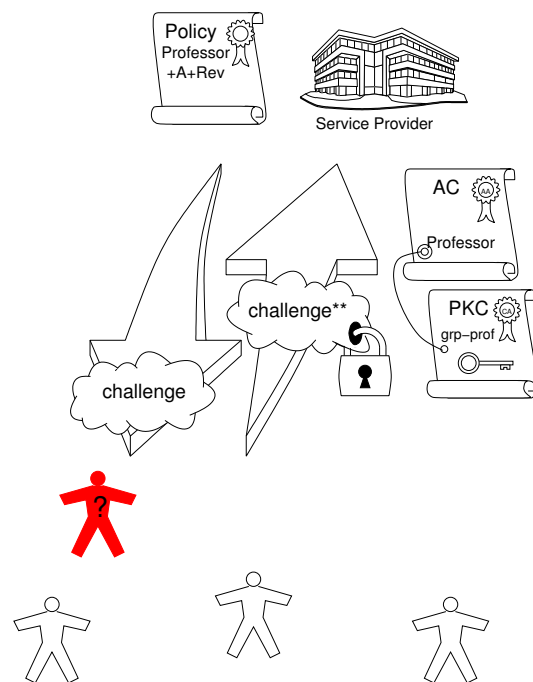 Policy
Professor
+A+Rev
Service Provider
AC
AA
Professor
challenge**
PKC
CA
grp−prof
challenge
?